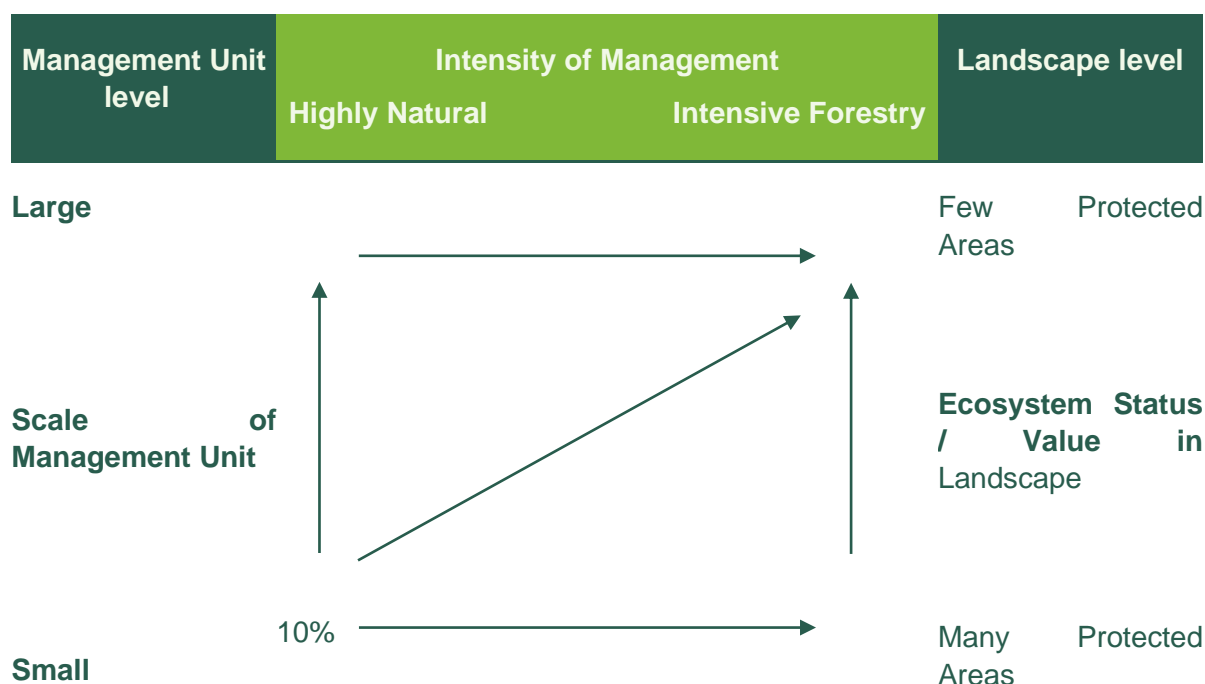 Management Unit
level
Intensity of Management
Highly Natural Intensive Forestry
Landscape level
Large
Few Protected
Areas
Scale of
Management Unit
Ecosystem Status
/ Value in
Landscape
10%
Small
Many Protected
Areas